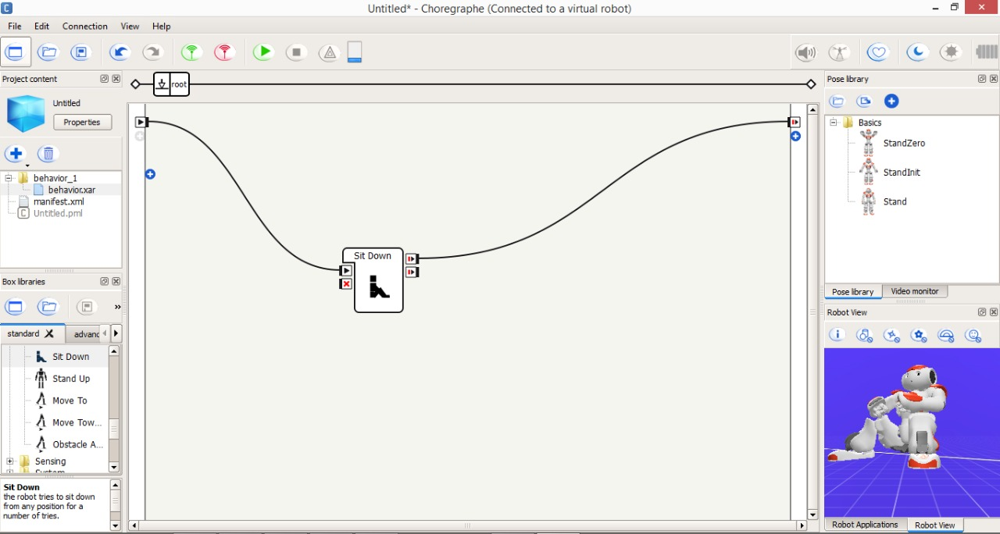 Untitled* - Choregraphe (Connected to a virtual robot)
File Edit Connection View Help
Project content
Untitled
Properties
behavior_1
behavior.xar
manifest.xml
Untitled.pml
Box libraries
standard
advanc
Sit Down
Stand Up
Move To
Move Tow...
Obstacle A...
Sensing
System
Sit Down
the robot tries to sit down
from any position for a
number of tries.
root
Sit Down
Pose library
Basics
StandZero
StandInit
Stand
Pose library Video monitor
Robot View
Robot Applications Robot View